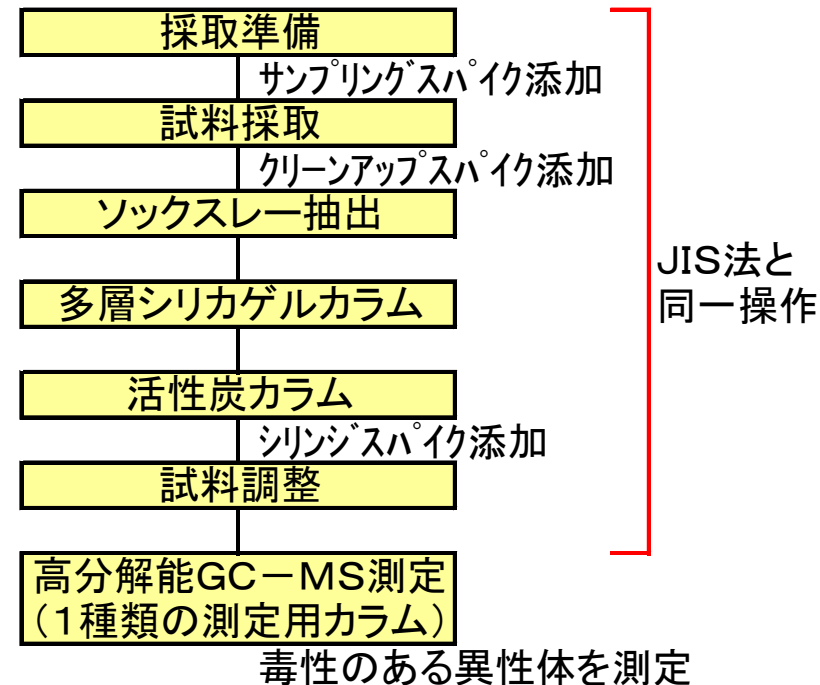 採取準備
サンプリングスパイク添加
試料採取
クリーンアップスパイク添加
ソックスレー抽出
多層シリカゲルカラム
活性炭カラム
シリンジスパイク添加
試料調整
高分解能GC-MS測定
(1種類の測定用カラム)
毒性のある異性体を測定
JIS法と
同一操作